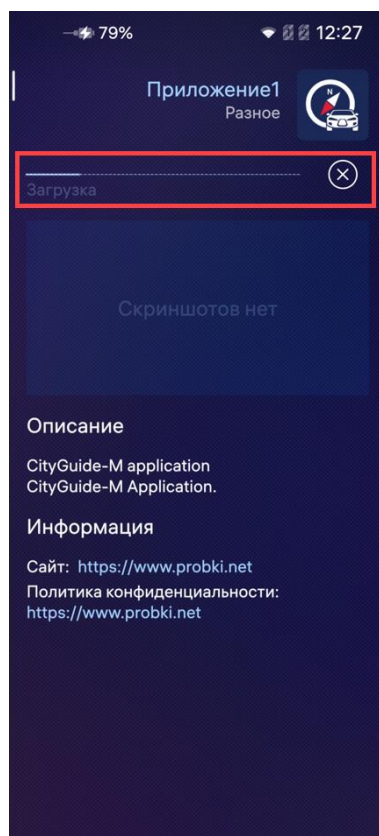 79%
12:27
Приложение1
Разное
N
Загрузка
Скриншотов нет
Описание
CityGuide-M application
CityGuide-M Application.
Информация
Сайт: https://www.probki.net
Политика конфиденциальности:
https://www.probki.net